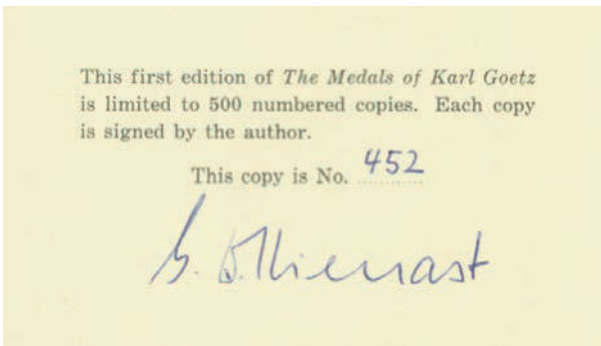 This first edition of The Medals of Karl Goetz
is limited to 500 numbered copies. Each copy
is signed by the author.
This copy is No. 452
G. W. Kienast